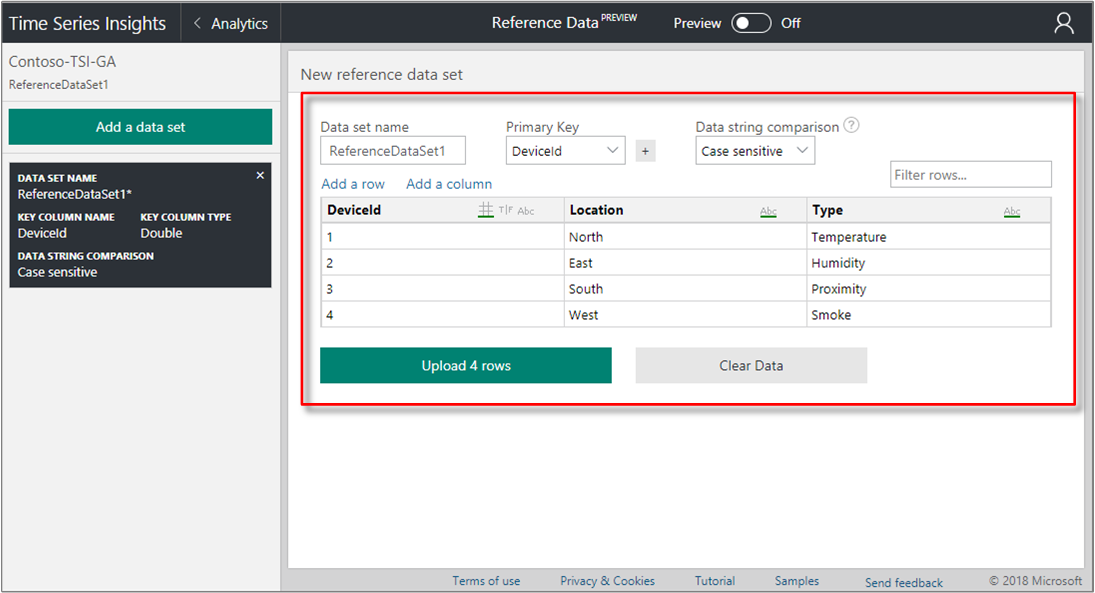 Time Series Insights
Analytics
Reference Data PREVIEW
Preview Off
Contoso-TSI-GA
ReferenceDataSet1
Add a data set
DATA SET NAME
ReferenceDataSet1*
KEY COLUMN NAME KEY COLUMN TYPE
DeviceId Double
DATA STRING COMPARISON
Case sensitive
New reference data set
Data set name Primary Key Data string comparison ?
ReferenceDataSet1 DeviceId + Case sensitive
Filter rows...
Add a row Add a column
DeviceId T|F Abc Location Abc Type Abc
1 North Temperature
2 East Humidity
3 South Proximity
4 West Smoke
Upload 4 rows Clear Data
Terms of use Privacy & Cookies Tutorial Samples Send feedback © 2018 Microsoft